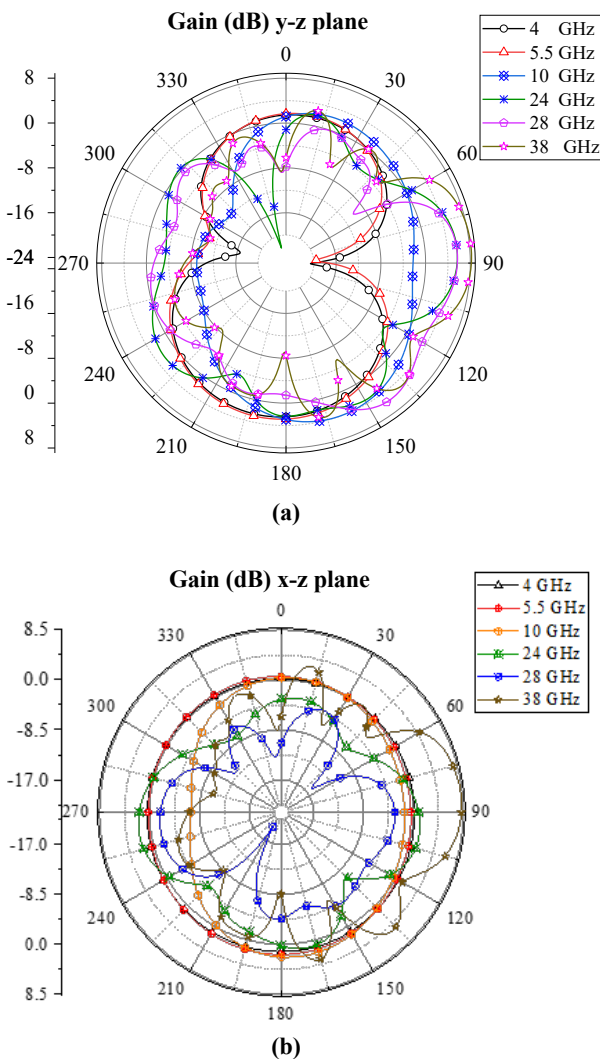 Gain (dB) y-z plane
4 GHz
5.5 GHz
10 GHz
24 GHz
28 GHz
38 GHz
0
330
30
300
60
270
90
240
120
210
150
180
8
0
-8
-16
-24
-16
-8
0
8
(a)
Gain (dB) x-z plane
4 GHz
5.5 GHz
10 GHz
24 GHz
28 GHz
38 GHz
0
330
30
300
60
270
90
240
120
210
150
180
8.5
0.0
-8.5
-17.0
-17.0
-8.5
0.0
8.5
(b)